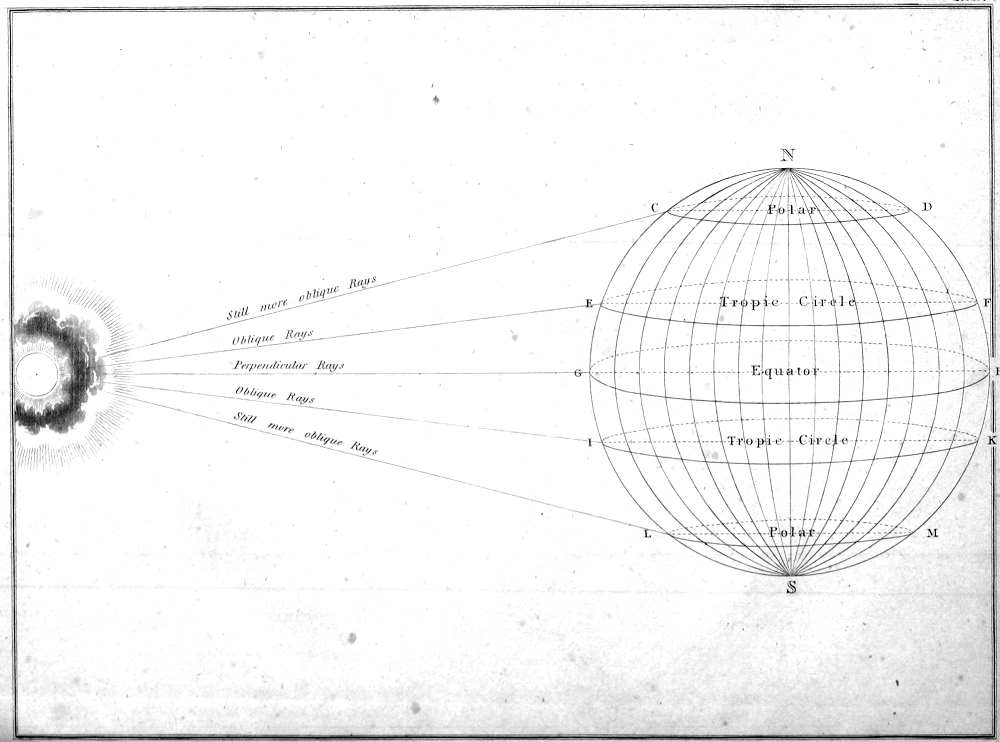 N
C Polar D
Still more oblique Rays
E Tropic Circle F
Oblique Rays
Perpendicular Rays
G Equator
Oblique Rays
Still more oblique Rays
I Tropic Circle K
L Polar M
S